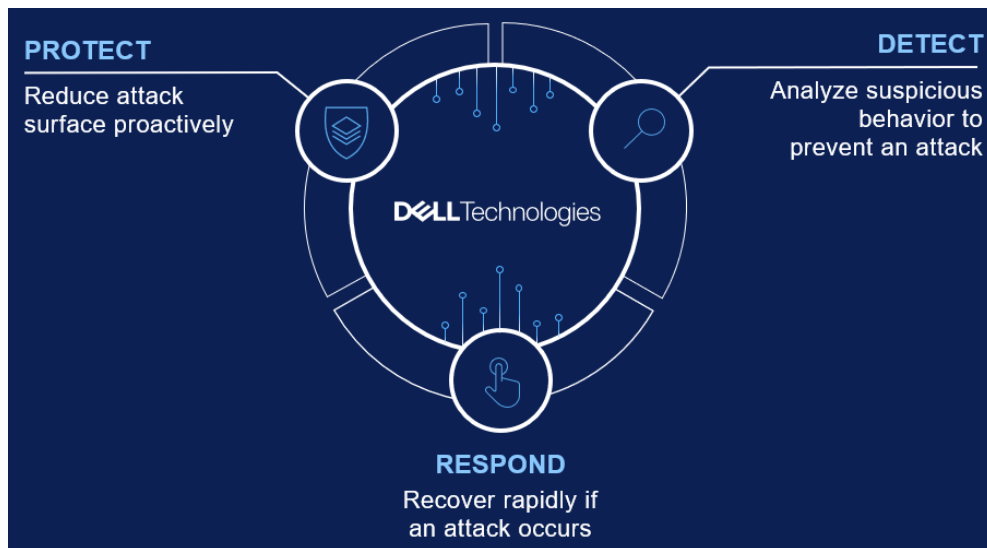 PROTECT
Reduce attack
surface proactively
DETECT
Analyze suspicious
behavior to
prevent an attack
DELLTechnologies
RESPOND
Recover rapidly if
an attack occurs